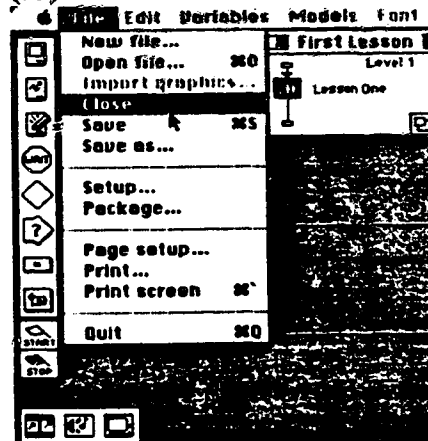 File Edit Variables Models Font
New file...
Open file... ⌘O
Import graphics...
Close
Save ⌘S
Save as...
Setup...
Package...
Page setup...
Print...
Print screen ⌘`
Quit ⌘Q
First Lesson
Level 1
Lesson One
WAIT
?
START
STOP